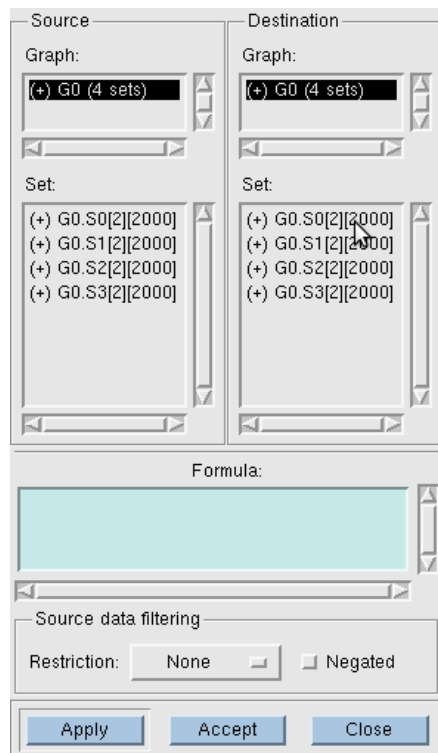 Source
Graph:
(+) G0 (4 sets)
Set:
(+) G0.S0[2][2000]
(+) G0.S1[2][2000]
(+) G0.S2[2][2000]
(+) G0.S3[2][2000]
Destination
Graph:
(+) G0 (4 sets)
Set:
(+) G0.S0[2][2000]
(+) G0.S1[2][2000]
(+) G0.S2[2][2000]
(+) G0.S3[2][2000]
Formula:
Source data filtering
Restriction: None Negated
Apply Accept Close